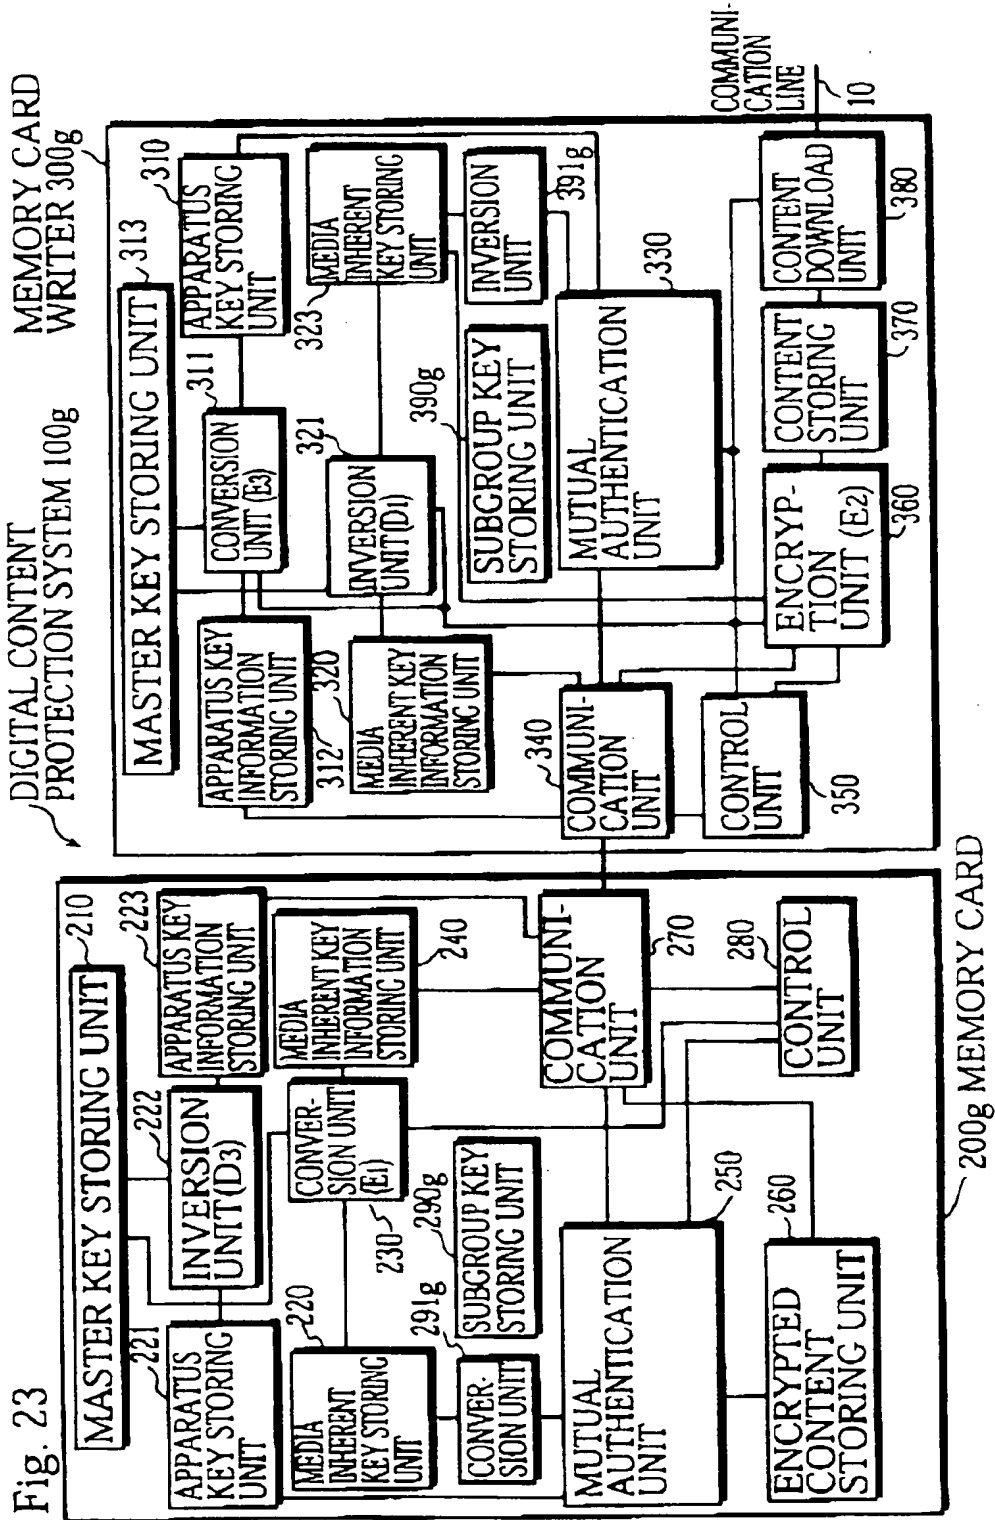 Fig. 23
DIGITAL CONTENT
PROTECTION SYSTEM 100g
MASTER KEY STORING UNIT
210
221
APPARATUS
KEY STORING
UNIT
222
INVERSION
UNIT(D3)
223
APPARATUS KEY
INFORMATION
STORING UNIT
220
MEDIA
INHERENT
KEY STORING
UNIT
CONVER-
SION UNIT
(E1)
230
MEDIA
INHERENT KEY
INFORMATION
STORING UNIT
240
291g
CONVER-
SION UNIT
290g
SUBGROUP KEY
STORING UNIT
MUTUAL
AUTHENTICATION
UNIT
250
COMMUNI-
CATION
UNIT
270
ENCRYPTED
CONTENT
STORING UNIT
260
280
CONTROL
UNIT
200g MEMORY CARD
MEMORY CARD
WRITER 300g
MASTER KEY STORING UNIT
313
APPARATUS KEY
INFORMATION
STORING UNIT
312
311
CONVERSION
UNIT(E3)
310
APPARATUS
KEY STORING
UNIT
320
MEDIA
INHERENT KEY
INFORMATION
STORING UNIT
321
INVERSION
UNIT(D1)
323
MEDIA
INHERENT
KEY STORING
UNIT
390g
SUBGROUP KEY
STORING UNIT
INVERSION
UNIT
391g
340
COMMUNI-
CATION
UNIT
MUTUAL
AUTHENTICATION
UNIT
330
CONTROL
UNIT
350
ENCRYP-
TION
UNIT (E2)
360
CONTENT
STORING
UNIT
370
CONTENT
DOWNLOAD
UNIT
380
COMMUNI-
CATION
LINE
10